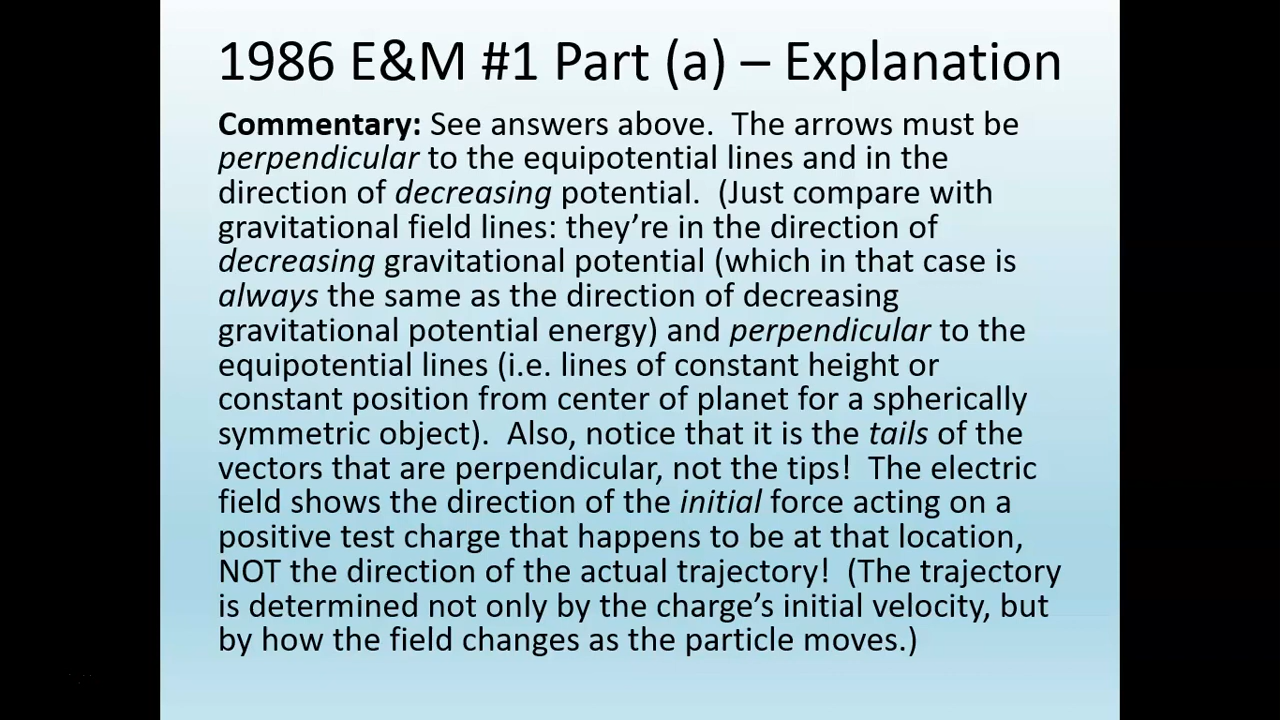 1986 E&M #1 Part (a) – Explanation
Commentary: See answers above.  The arrows must be
perpendicular to the equipotential lines and in the
direction of decreasing potential.  (Just compare with
gravitational field lines: they’re in the direction of
decreasing gravitational potential (which in that case is
always the same as the direction of decreasing
gravitational potential energy) and perpendicular to the
equipotential lines (i.e. lines of constant height or
constant position from center of planet for a spherically
symmetric object).  Also, notice that it is the tails of the
vectors that are perpendicular, not the tips!  The electric
field shows the direction of the initial force acting on a
positive test charge that happens to be at that location,
NOT the direction of the actual trajectory!  (The trajectory
is determined not only by the charge’s initial velocity, but
by how the field changes as the particle moves.)